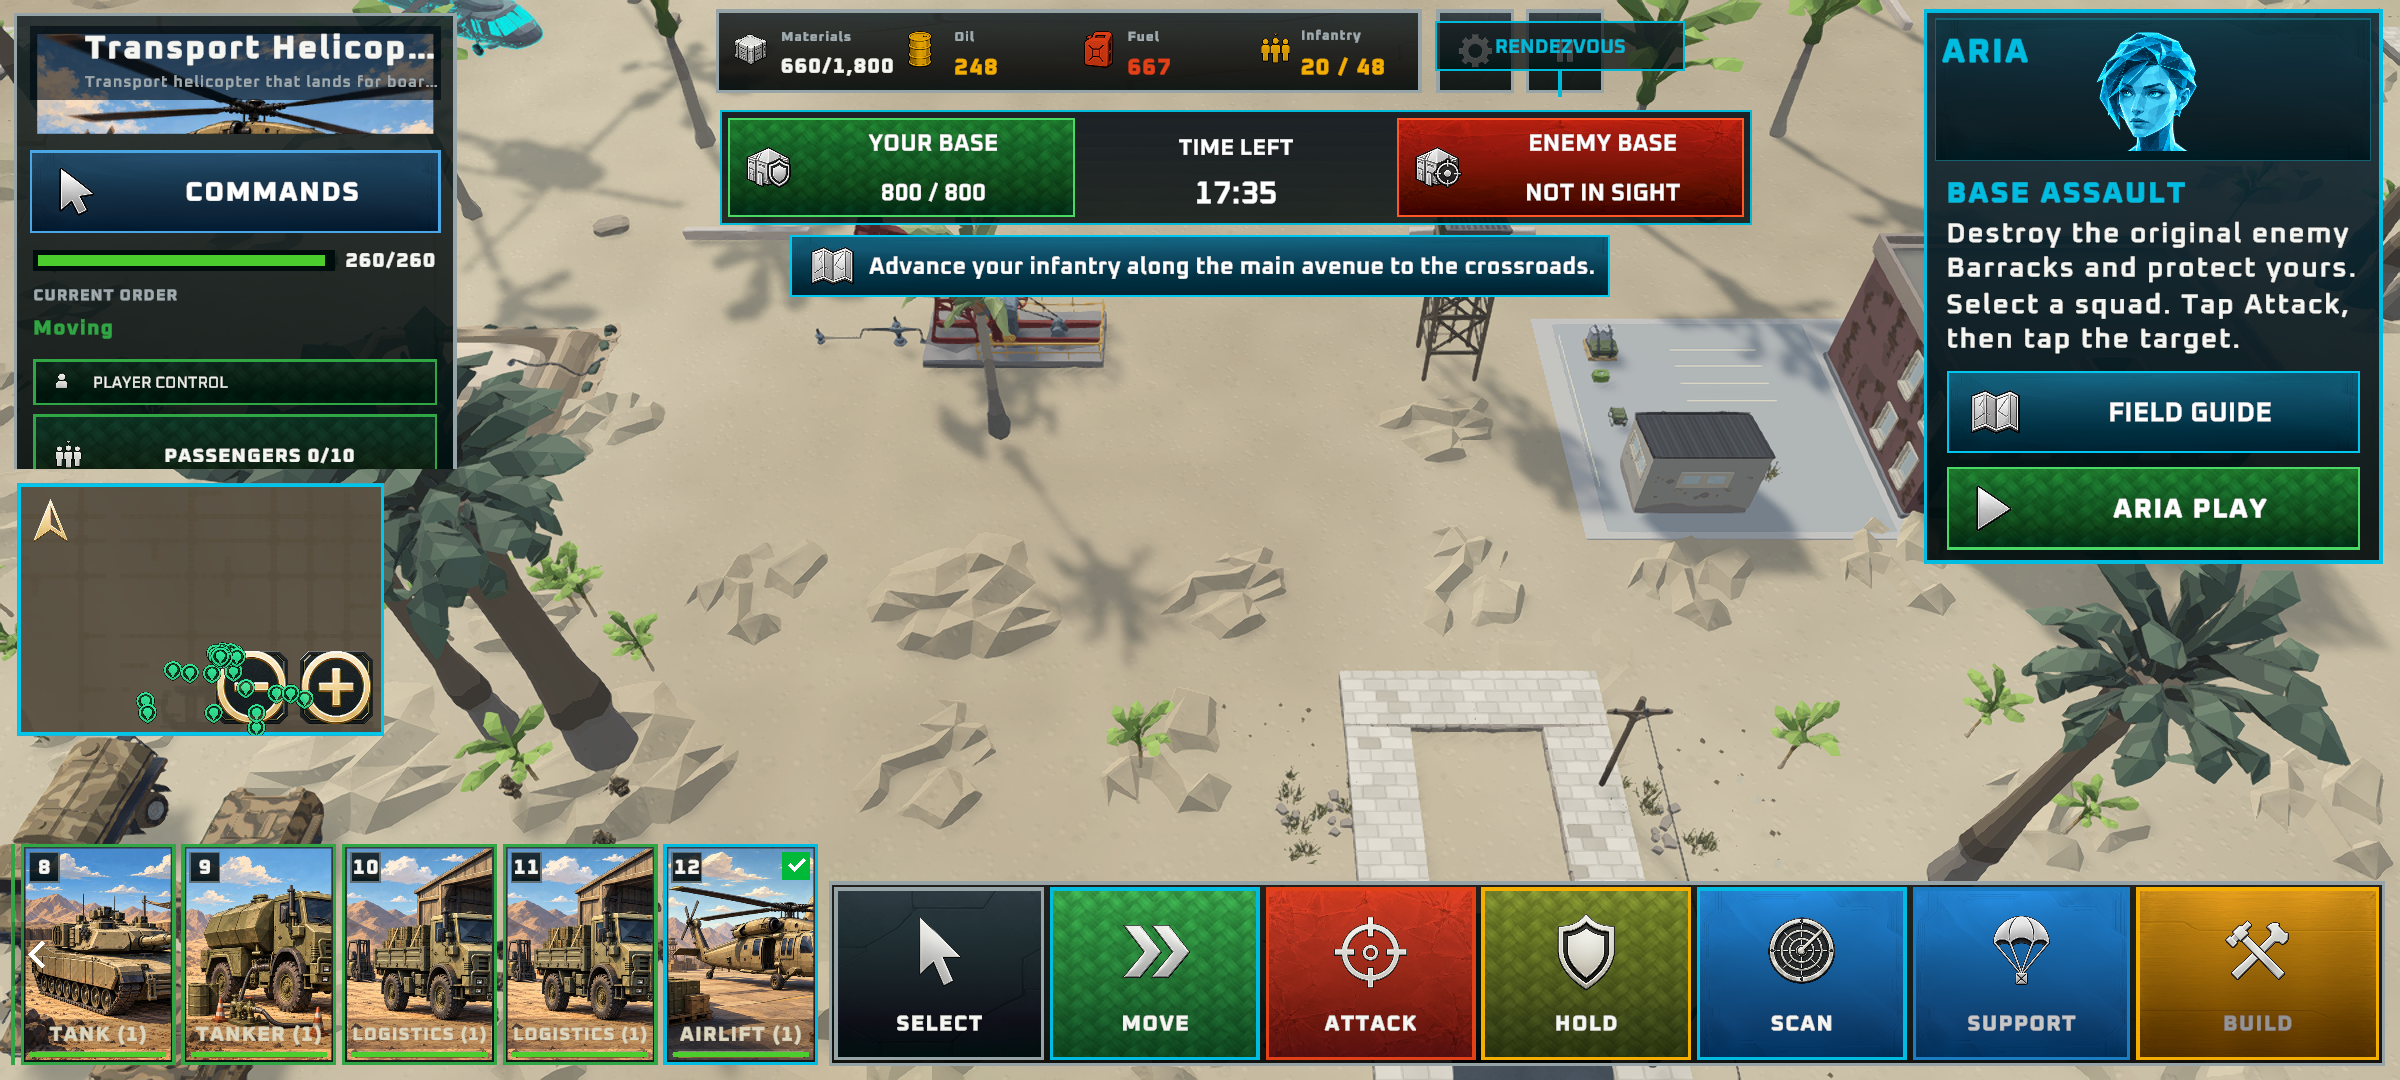 Transport Helicop...
Transport helicopter that lands for boar...
COMMANDS
260/260
CURRENT ORDER
Moving
PLAYER CONTROL
PASSENGERS 0/10
Materials
660/1,800
Oil
248
Fuel
667
Infantry
20 / 48
RENDEZVOUS
YOUR BASE
800 / 800
TIME LEFT
17:35
ENEMY BASE
NOT IN SIGHT
Advance your infantry along the main avenue to the crossroads.
ARIA
BASE ASSAULT
Destroy the original enemy
Barracks and protect yours.
Select a squad. Tap Attack,
then tap the target.
FIELD GUIDE
ARIA PLAY
8
TANK (1)
9
TANKER (1)
10
LOGISTICS (1)
11
LOGISTICS (1)
12
AIRLIFT (1)
SELECT
MOVE
ATTACK
HOLD
SCAN
SUPPORT
BUILD